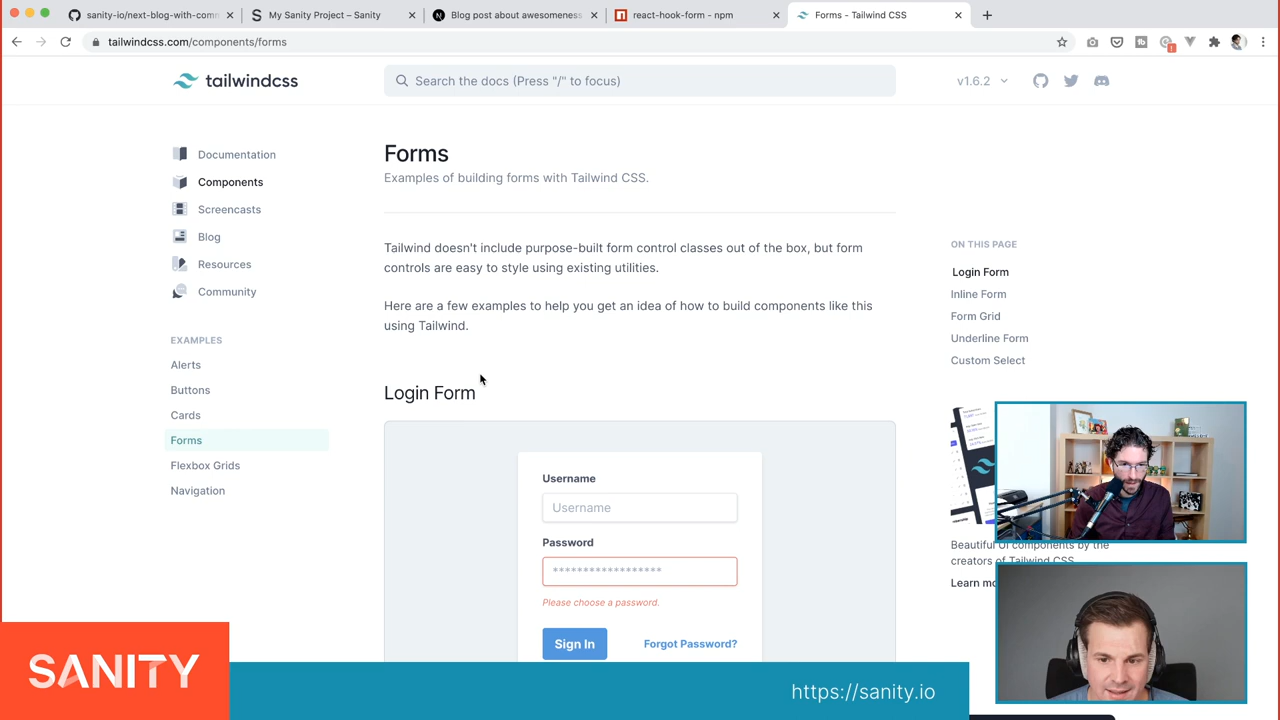 sanity-io/next-blog-with-comm
My Sanity Project – Sanity
Blog post about awesomeness
react-hook-form - npm
Forms - Tailwind CSS
tailwindcss.com/components/forms
tailwindcss
Search the docs (Press "/" to focus)
v1.6.2
Documentation
Components
Screencasts
Blog
Resources
Community
EXAMPLES
Alerts
Buttons
Cards
Forms
Flexbox Grids
Navigation
Forms
Examples of building forms with Tailwind CSS.
Tailwind doesn't include purpose-built form control classes out of the box, but form
controls are easy to style using existing utilities.
Here are a few examples to help you get an idea of how to build components like this
using Tailwind.
Login Form
Username
Username
Password
******************
Please choose a password.
Sign In
Forgot Password?
ON THIS PAGE
Login Form
Inline Form
Form Grid
Underline Form
Custom Select
Beautiful UI components by the
creators of Tailwind CSS.
Learn mo
SANITY
https://sanity.io